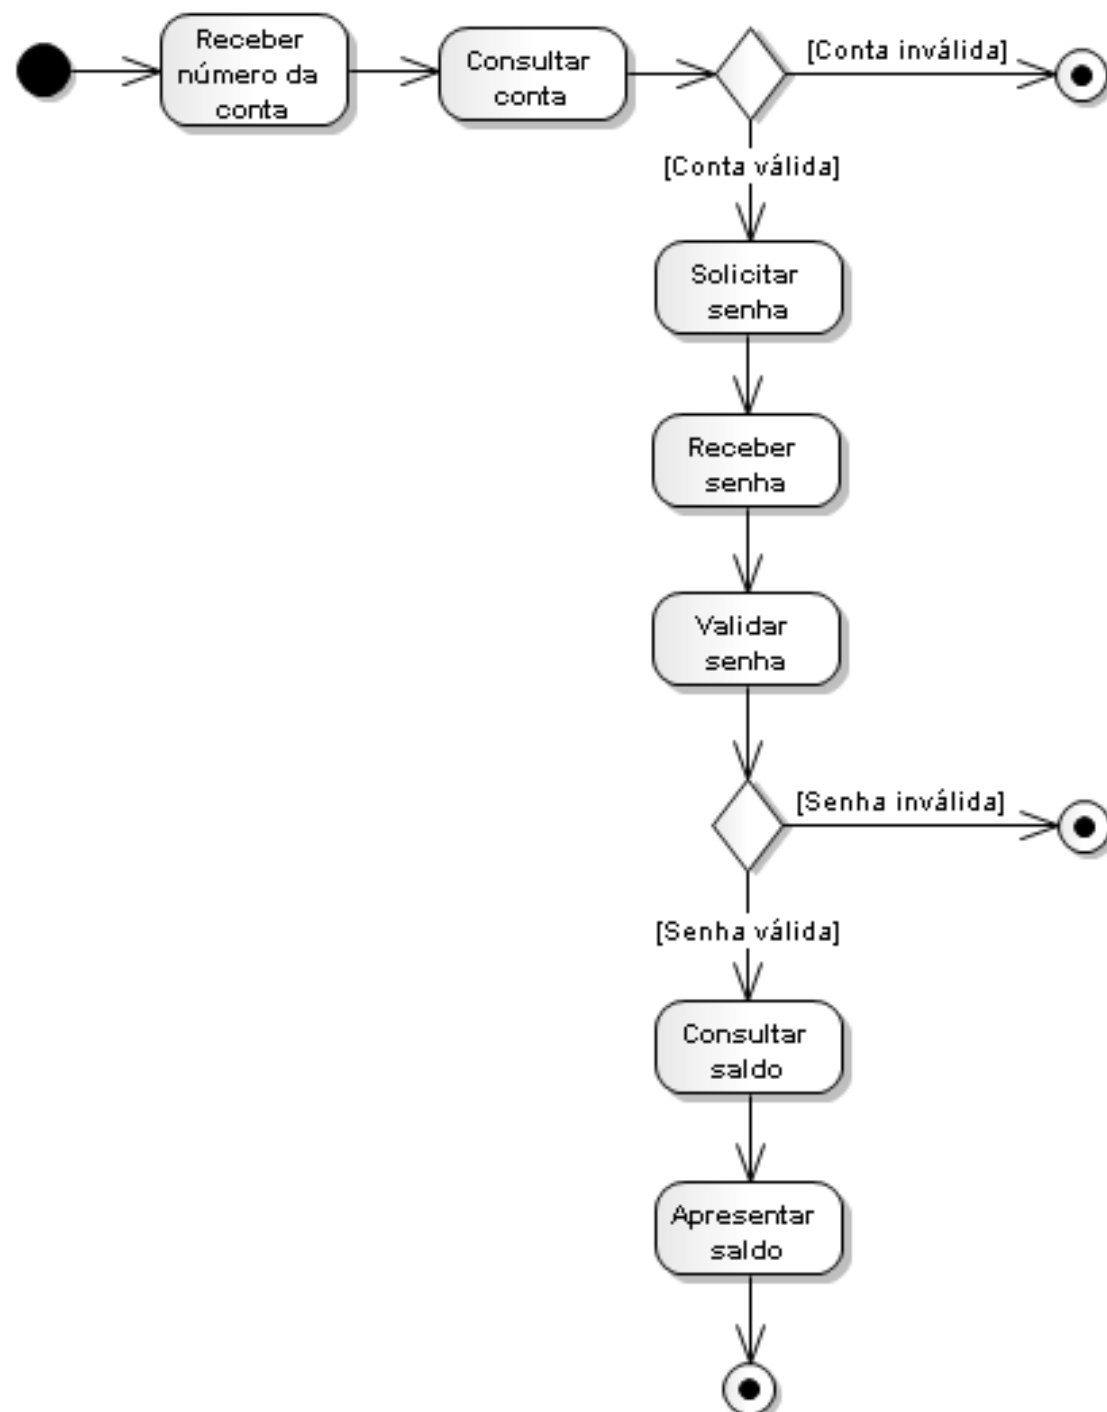 Receber
número da
conta
Consultar
conta
[Conta inválida]
[Conta válida]
Solicitar
senha
Receber
senha
Validar
senha
[Senha inválida]
[Senha válida]
Consultar
saldo
Apresentar
saldo